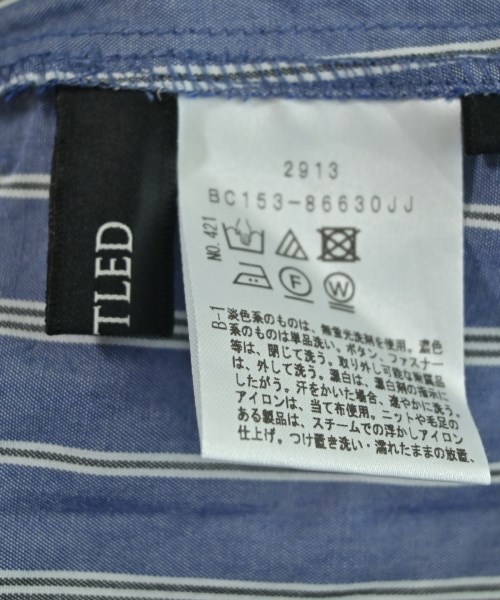 TLED
2913
BC153-86630JJ
NO. 421
F
W
B-1
淡色系のものは、無蛍光洗剤を使用。濃色
系のものは単品洗い。ボタン、ファスナー
等は、閉じて洗う。取り外し可能な附属品
は、外して洗う。漂白は、漂白剤の指示に
したがう。汗をかいた場合、速やかに洗う。
アイロンは、当て布使用。ニットや毛足の
ある製品は、スチームでの浮かしアイロン
仕上げ。つけ置き洗い・濡れたままの放置、